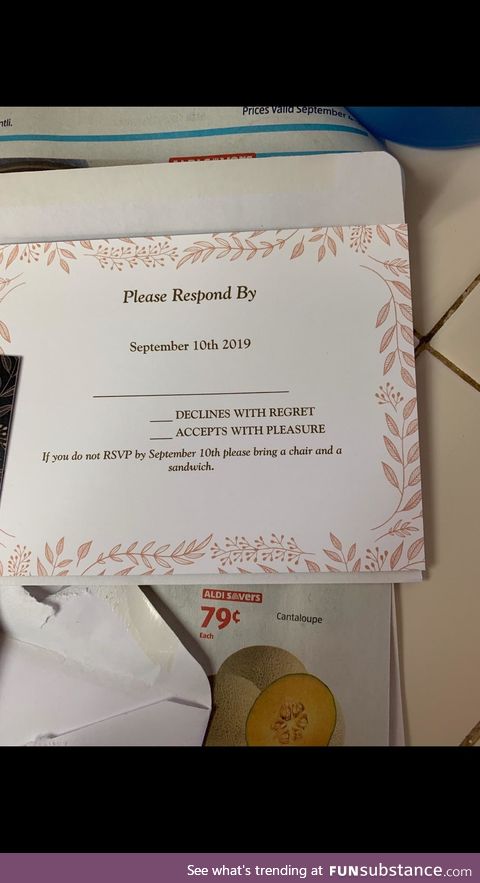 Prices Valid September
ntli.
Please Respond By
September 10th 2019
DECLINES WITH REGRET
ACCEPTS WITH PLEASURE
If you do not RSVP by September 10th please bring a chair and a
sandwich.
ALDI SAVERS
79¢
Each
Cantaloupe
See what's trending at FUNsubstance.com